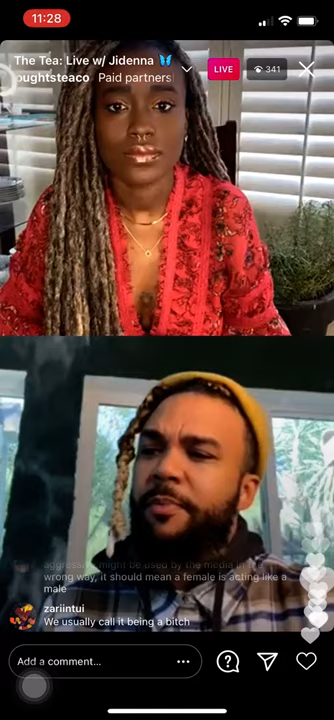 11:28
The Tea: Live w/ Jidenna 🦋
oughtsteaco Paid partners
LIVE
341
aggressive might be used by the media in the
wrong way, it should mean a female is acting like a
male
zariintui
We usually call it being a bitch
Add a comment...